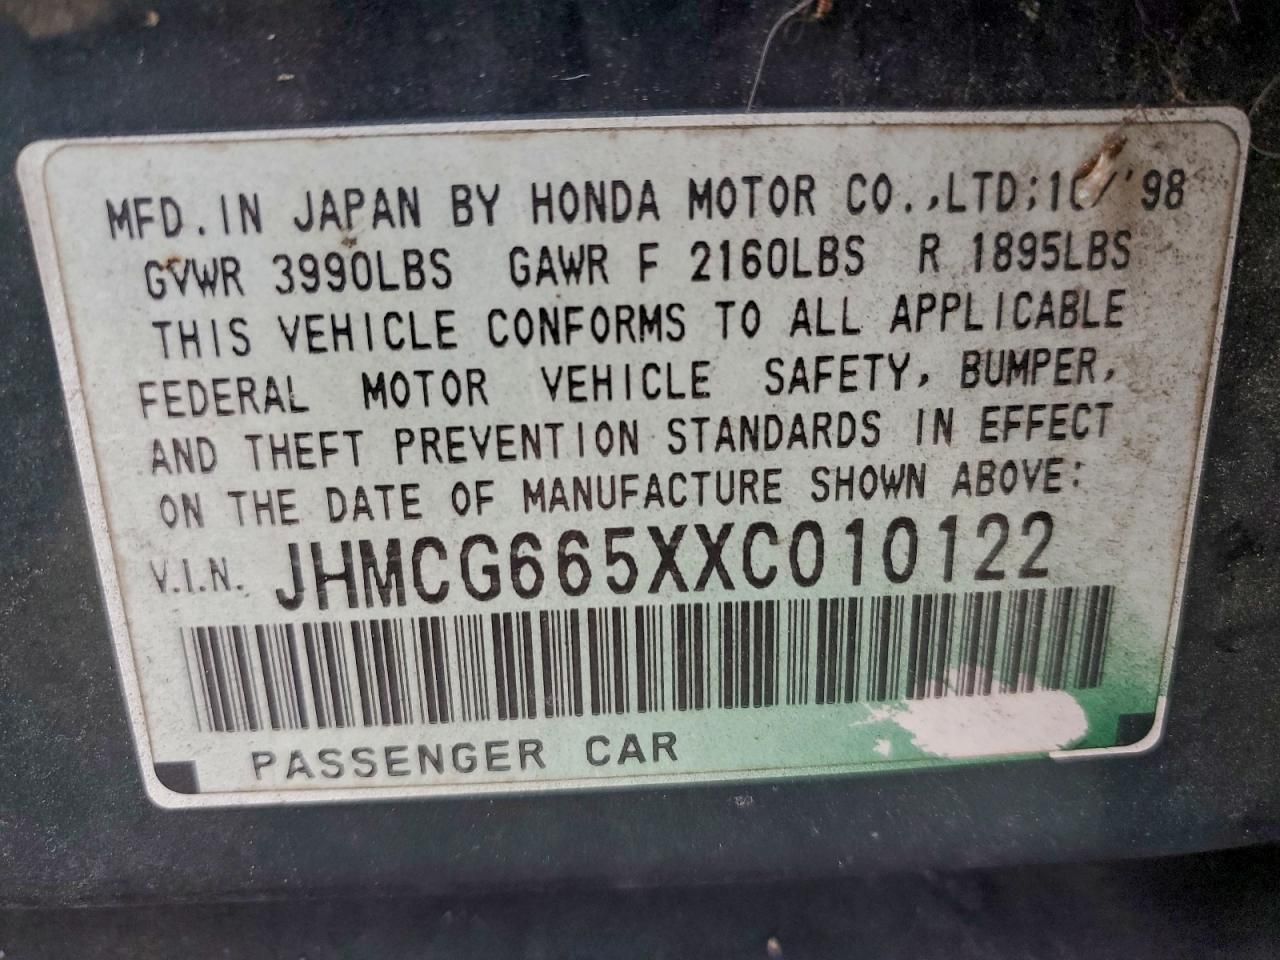 MFD. IN JAPAN BY HONDA MOTOR CO.,LTD; 10/'98
GVWR 3990LBS GAWR F 2160LBS R 1895LBS
THIS VEHICLE CONFORMS TO ALL APPLICABLE
FEDERAL MOTOR VEHICLE SAFETY, BUMPER,
AND THEFT PREVENTION STANDARDS IN EFFECT
ON THE DATE OF MANUFACTURE SHOWN ABOVE:
V.I.N. JHMCG665XXC010122
PASSENGER CAR